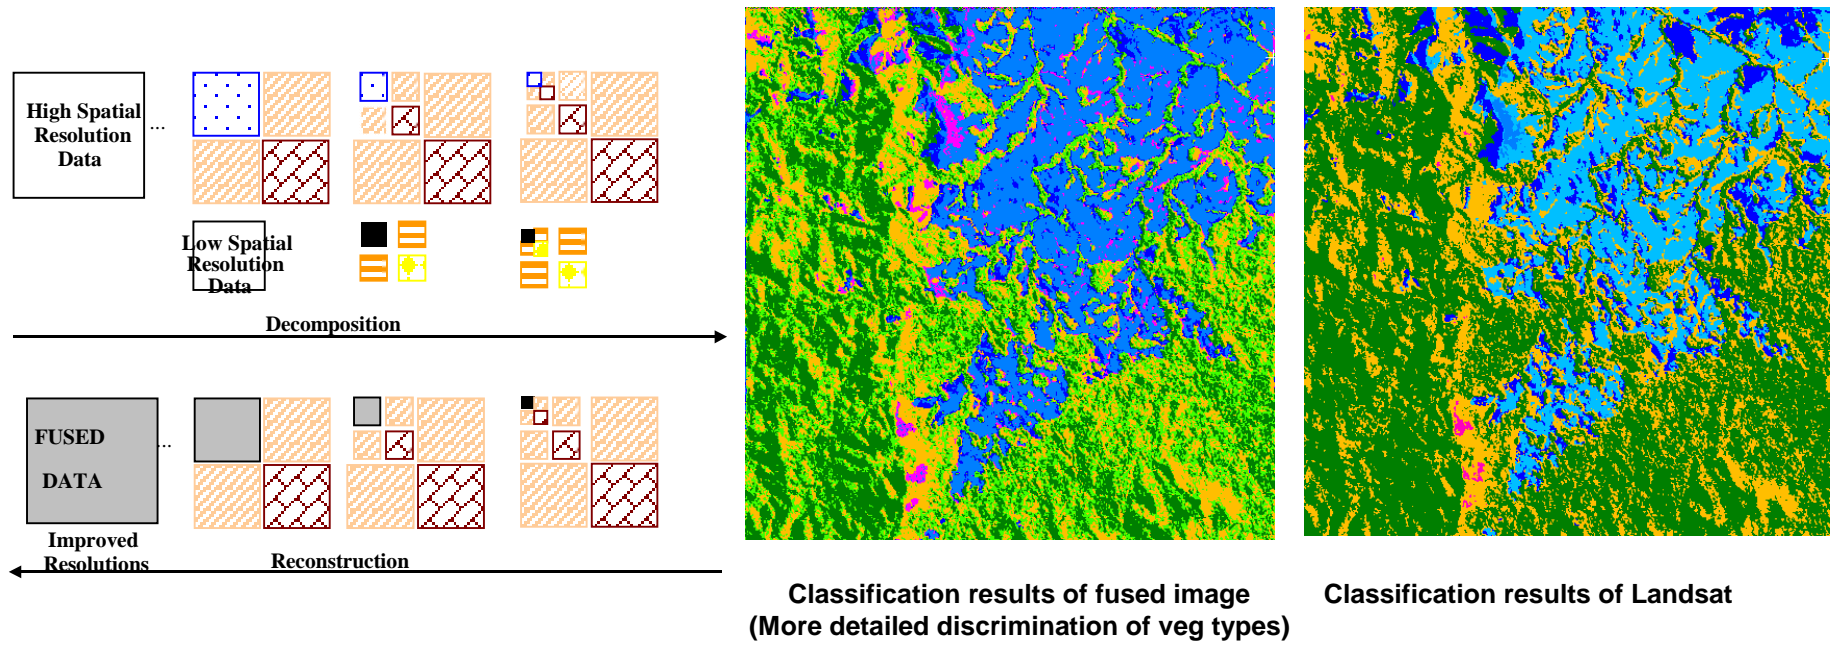 High Spatial
Resolution
Data
...
Low Spatial
Resolution
Data
Decomposition
FUSED
DATA
...
Improved
Resolutions
Reconstruction
Classification results of fused image
(More detailed discrimination of veg types)
Classification results of Landsat